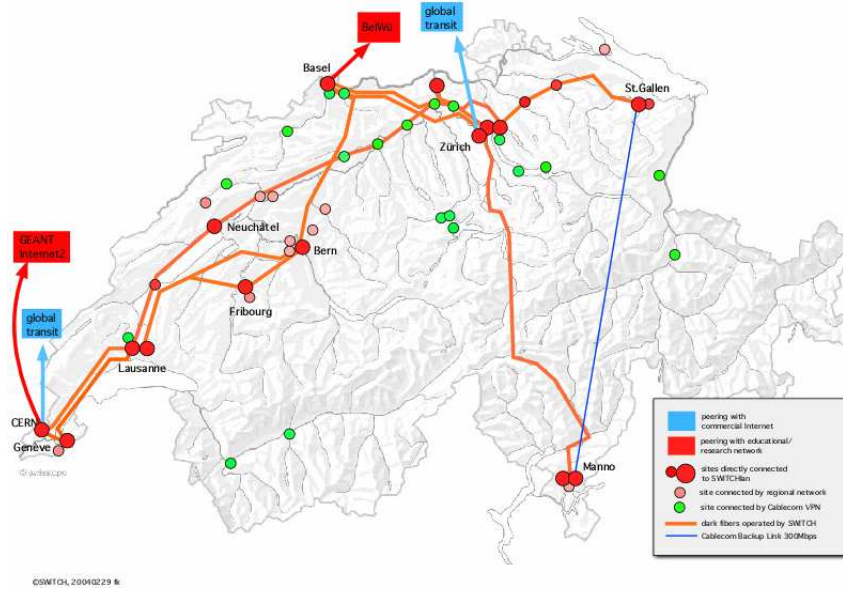 global
transit
BelWü
Basel
St.Gallen
Zürich
Neuchâtel
Bern
GEANT
Internet2
global
transit
Fribourg
Lausanne
CERN
Genève
© swisscope
Manno
peering with
commercial Internet
peering with educational/
research network
sites directly connected
to SWITCHlan
site connected by regional network
site connected by Cablecom VPN
dark fibers operated by SWITCH
Cablecom Backup Link 300Mbps
©SWITCH, 20040229 fk